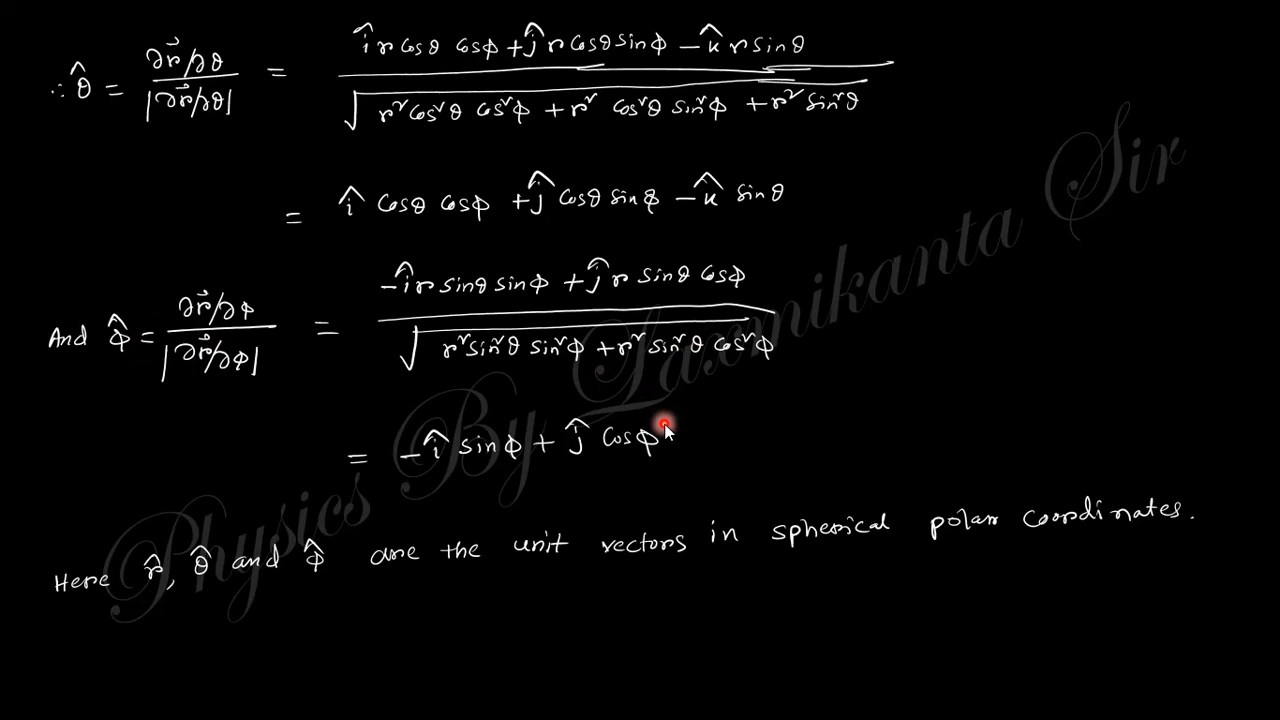 ∴ θ̂ = (∂r⃗/∂θ) / |∂r⃗/∂θ| = (î r cosθ cosφ + ĵ r cosθ sinφ − k̂ r sinθ) / √(r² cos²θ cos²φ + r² cos²θ sin²φ + r² sin²θ)
= î cosθ cosφ + ĵ cosθ sinφ − k̂ sinθ
And φ̂ = (∂r⃗/∂φ) / |∂r⃗/∂φ| = (−î r sinθ sinφ + ĵ r sinθ cosφ) / √(r² sin²θ sin²φ + r² sin²θ cos²φ)
= −î sinφ + ĵ cosφ
Here r̂, θ̂ and φ̂ are the unit vectors in spherical polar coordinates.
Physics By Laxmikanta Sir